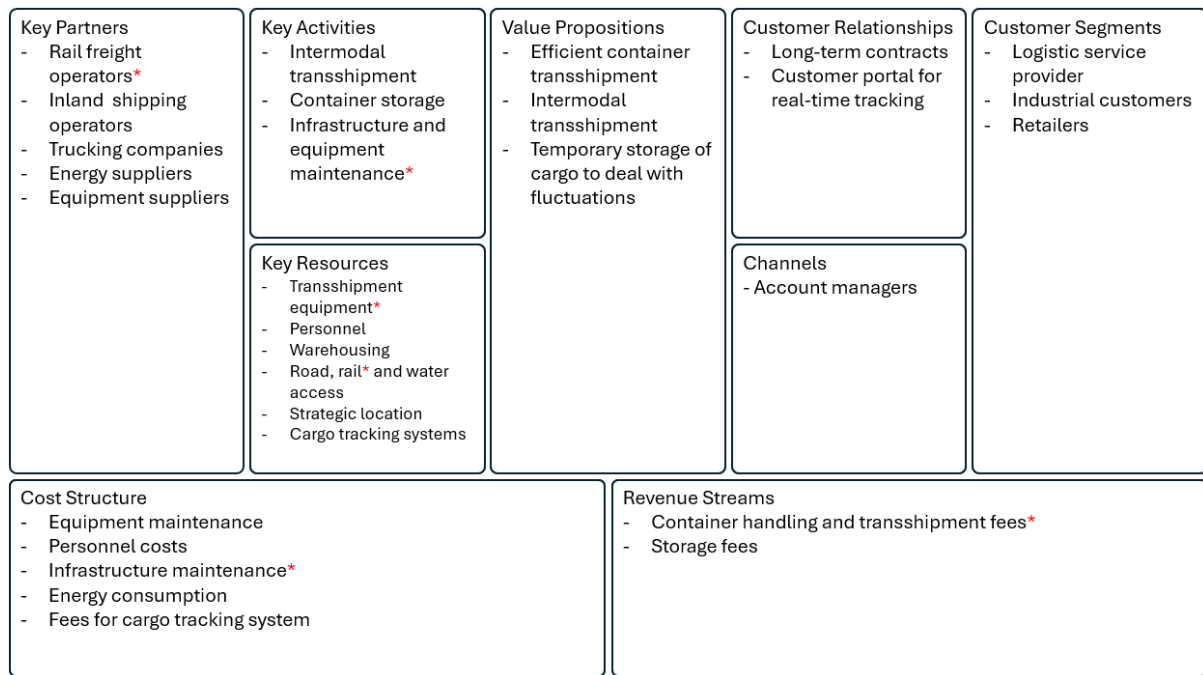 Key Partners
- Rail freight
operators*
- Inland shipping
operators
- Trucking companies
- Energy suppliers
- Equipment suppliers
Key Activities
- Intermodal
transshipment
- Container storage
- Infrastructure and
equipment
maintenance*
Key Resources
- Transshipment
equipment*
- Personnel
- Warehousing
- Road, rail* and water
access
- Strategic location
- Cargo tracking systems
Value Propositions
- Efficient container
transshipment
- Intermodal
transshipment
- Temporary storage of
cargo to deal with
fluctuations
Customer Relationships
- Long-term contracts
- Customer portal for
real-time tracking
Channels
- Account managers
Customer Segments
- Logistic service
provider
- Industrial customers
- Retailers
Cost Structure
- Equipment maintenance
- Personnel costs
- Infrastructure maintenance*
- Energy consumption
- Fees for cargo tracking system
Revenue Streams
- Container handling and transshipment fees*
- Storage fees